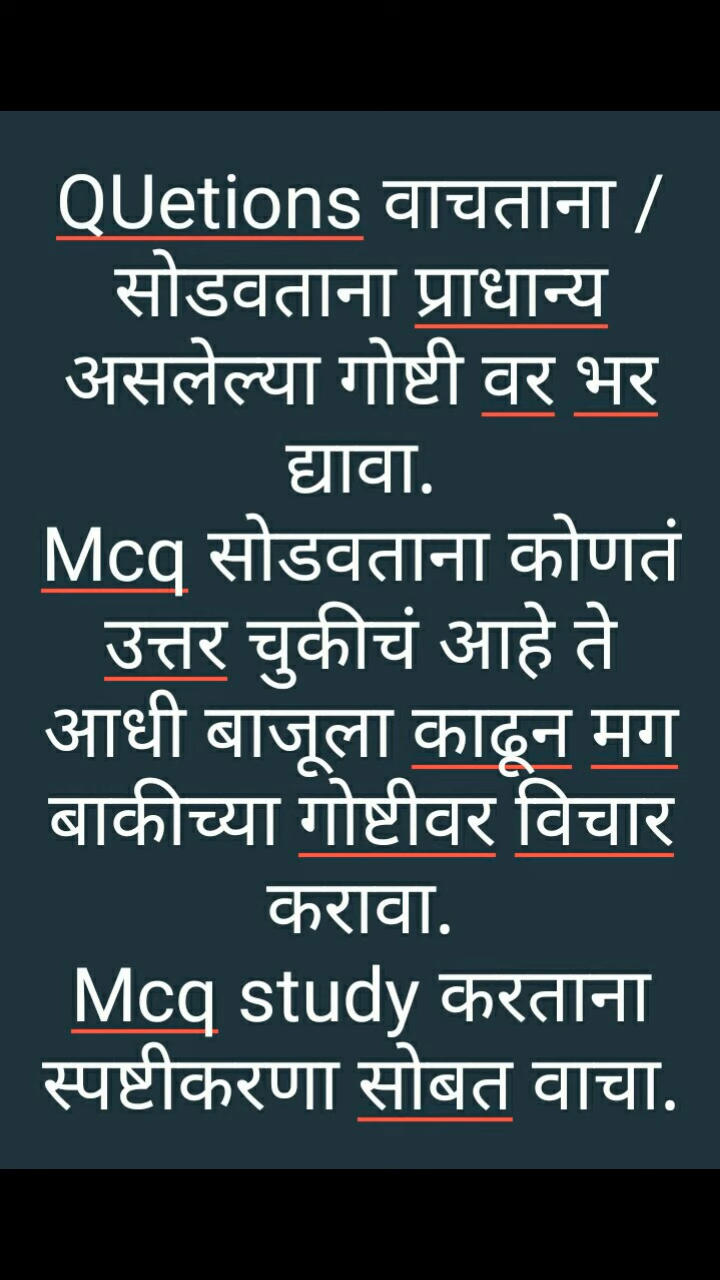 QUetions वाचताना /
सोडवताना प्राधान्य
असलेल्या गोष्टी वर भर
द्यावा.
Mcq सोडवताना कोणतं
उत्तर चुकीचं आहे ते
आधी बाजूला काढून मग
बाकीच्या गोष्टीवर विचार
करावा.
Mcq study करताना
स्पष्टीकरणा सोबत वाचा.